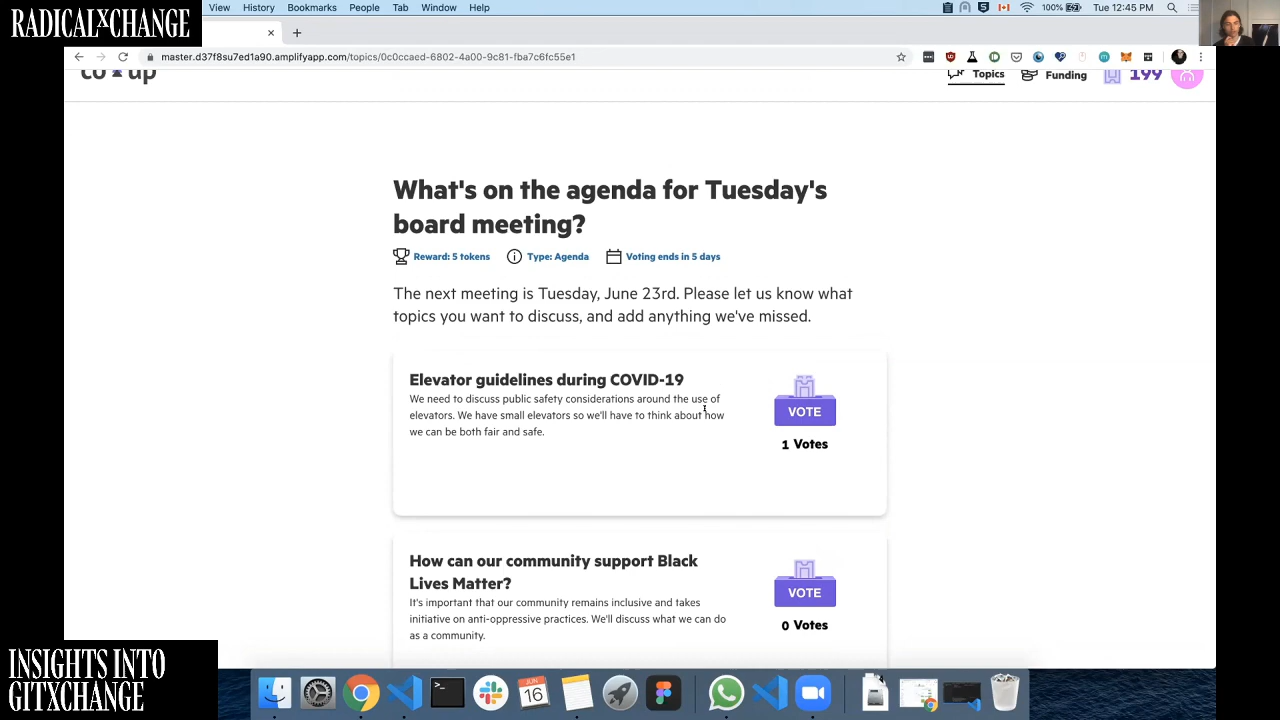 RADICALXCHANGE
View History Bookmarks People Tab Window Help
100%
Tue 12:45 PM
master.d37f8su7ed1a90.amplifyapp.com/topics/0c0ccaed-6802-4a00-9c81-fba7c6fc55e1
co up
Topics
Funding
199
What's on the agenda for Tuesday's
board meeting?
Reward: 5 tokens
Type: Agenda
Voting ends in 5 days
The next meeting is Tuesday, June 23rd. Please let us know what
topics you want to discuss, and add anything we've missed.
Elevator guidelines during COVID-19
We need to discuss public safety considerations around the use of
elevators. We have small elevators so we'll have to think about how
we can be both fair and safe.
VOTE
1 Votes
How can our community support Black
Lives Matter?
It's important that our community remains inclusive and takes
initiative on anti-oppressive practices. We'll discuss what we can do
as a community.
VOTE
0 Votes
INSIGHTS INTO
GITXCHANGE
JUN
16